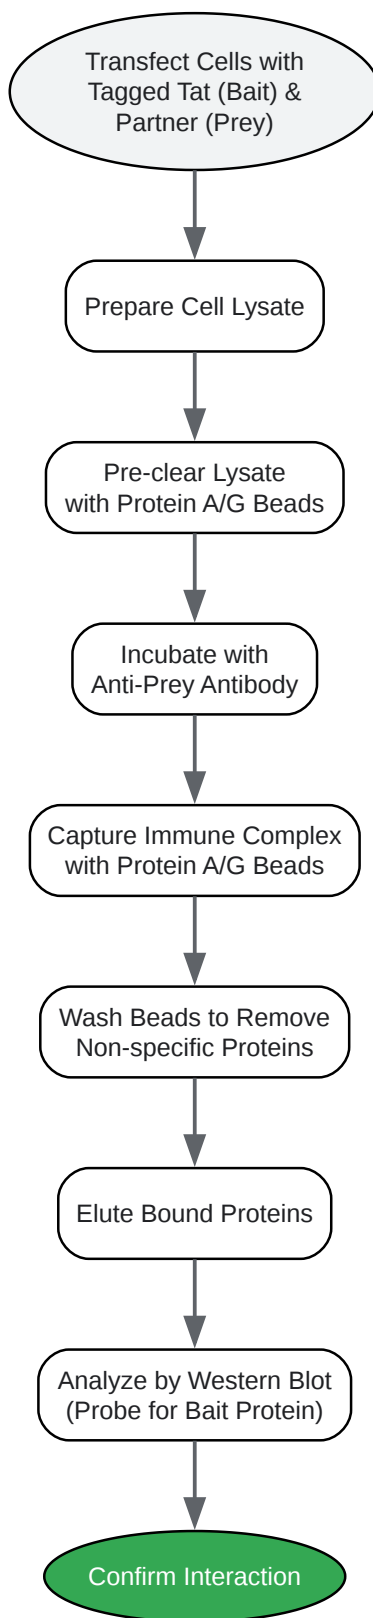 Transfect Cells with
Tagged Tat (Bait) &
Partner (Prey)
Prepare Cell Lysate
Pre-clear Lysate
with Protein A/G Beads
Incubate with
Anti-Prey Antibody
Capture Immune Complex
with Protein A/G Beads
Wash Beads to Remove
Non-specific Proteins
Elute Bound Proteins
Analyze by Western Blot
(Probe for Bait Protein)
Confirm Interaction